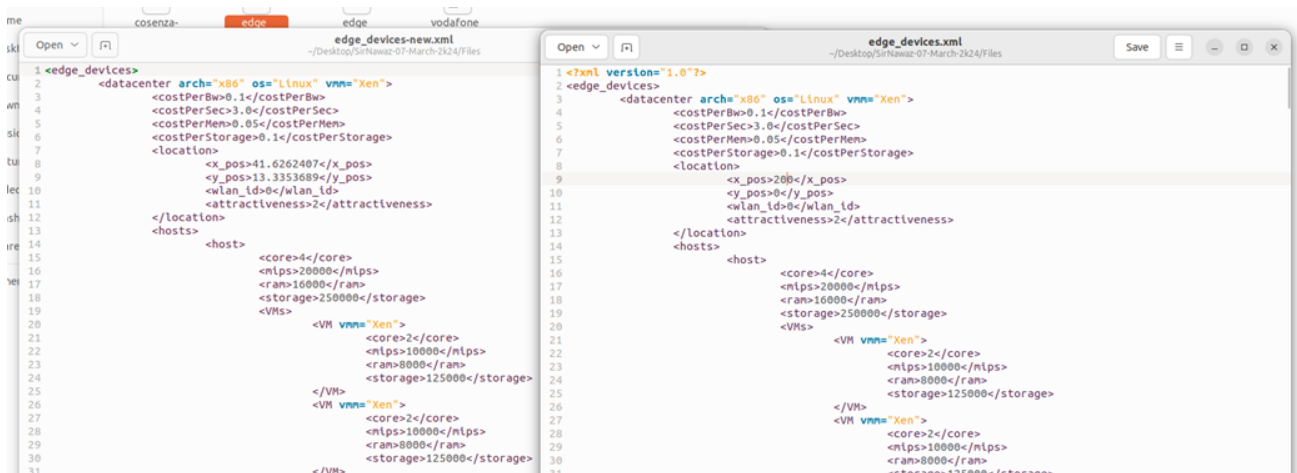 cosenza-
edge
edge
vodafone
Open
edge_devices-new.xml
~/Desktop/SirNawaz-07-March-2k24/Files
1 <edge_devices>
2 <datacenter arch="x86" os="Linux" vmm="Xen">
3 <costPerBw>0.1</costPerBw>
4 <costPerSec>3.0</costPerSec>
5 <costPerMem>0.05</costPerMem>
6 <costPerStorage>0.1</costPerStorage>
7 <location>
8 <x_pos>41.6262407</x_pos>
9 <y_pos>13.3353689</y_pos>
10 <wlan_id>0</wlan_id>
11 <attractiveness>2</attractiveness>
12 </location>
13 <hosts>
14 <host>
15 <core>4</core>
16 <mips>20000</mips>
17 <ram>16000</ram>
18 <storage>250000</storage>
19 <VMs>
20 <VM vmm="Xen">
21 <core>2</core>
22 <mips>10000</mips>
23 <ram>8000</ram>
24 <storage>125000</storage>
25 </VM>
26 <VM vmm="Xen">
27 <core>2</core>
28 <mips>10000</mips>
29 <ram>8000</ram>
30 <storage>125000</storage>
31 </VM>
Open
edge_devices.xml
~/Desktop/SirNawaz-07-March-2k24/Files
Save
1 <?xml version="1.0"?>
2 <edge_devices>
3 <datacenter arch="x86" os="Linux" vmm="Xen">
4 <costPerBw>0.1</costPerBw>
5 <costPerSec>3.0</costPerSec>
6 <costPerMem>0.05</costPerMem>
7 <costPerStorage>0.1</costPerStorage>
8 <location>
9 <x_pos>200</x_pos>
10 <y_pos>0</y_pos>
11 <wlan_id>0</wlan_id>
12 <attractiveness>2</attractiveness>
13 </location>
14 <hosts>
15 <host>
16 <core>4</core>
17 <mips>20000</mips>
18 <ram>16000</ram>
19 <storage>250000</storage>
20 <VMs>
21 <VM vmm="Xen">
22 <core>2</core>
23 <mips>10000</mips>
24 <ram>8000</ram>
25 <storage>125000</storage>
26 </VM>
27 <VM vmm="Xen">
28 <core>2</core>
29 <mips>10000</mips>
30 <ram>8000</ram>
31 <storage>125000</storage>